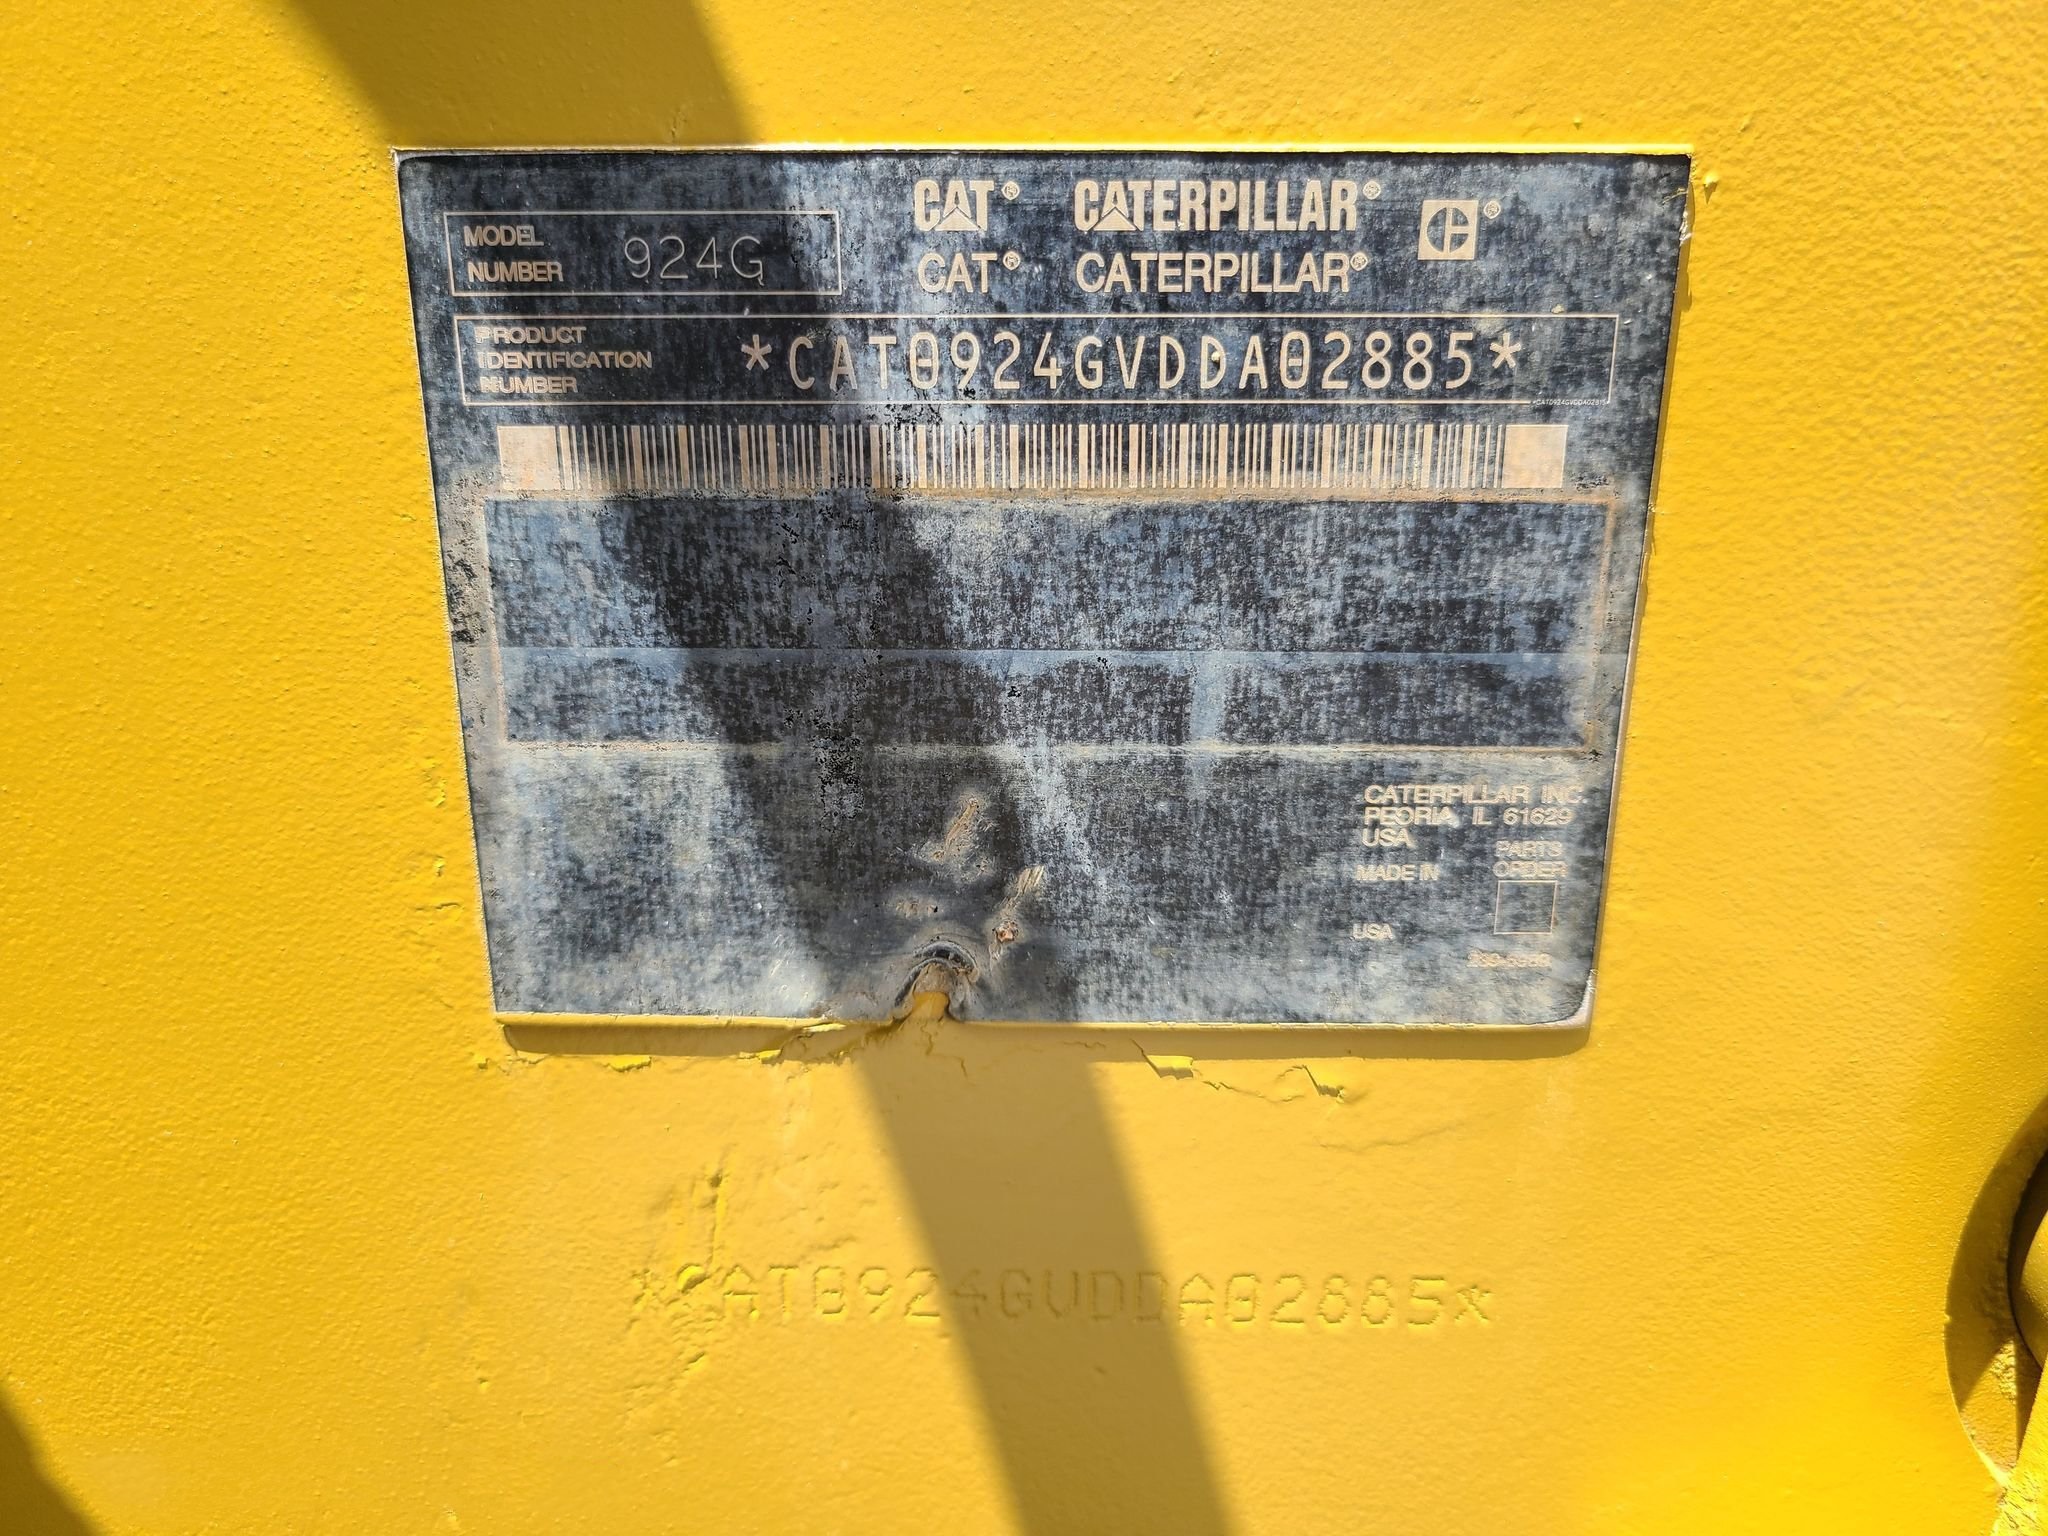 MODEL
NUMBER 924G
CAT® CATERPILLAR®
CAT® CATERPILLAR®
PRODUCT
IDENTIFICATION
NUMBER
*CAT0924GVDDA02885*
CATERPILLAR INC.
PEORIA, IL 61629
USA
PARTS
ORDER
MADE IN
USA
*CAT0924GVDDA02885*